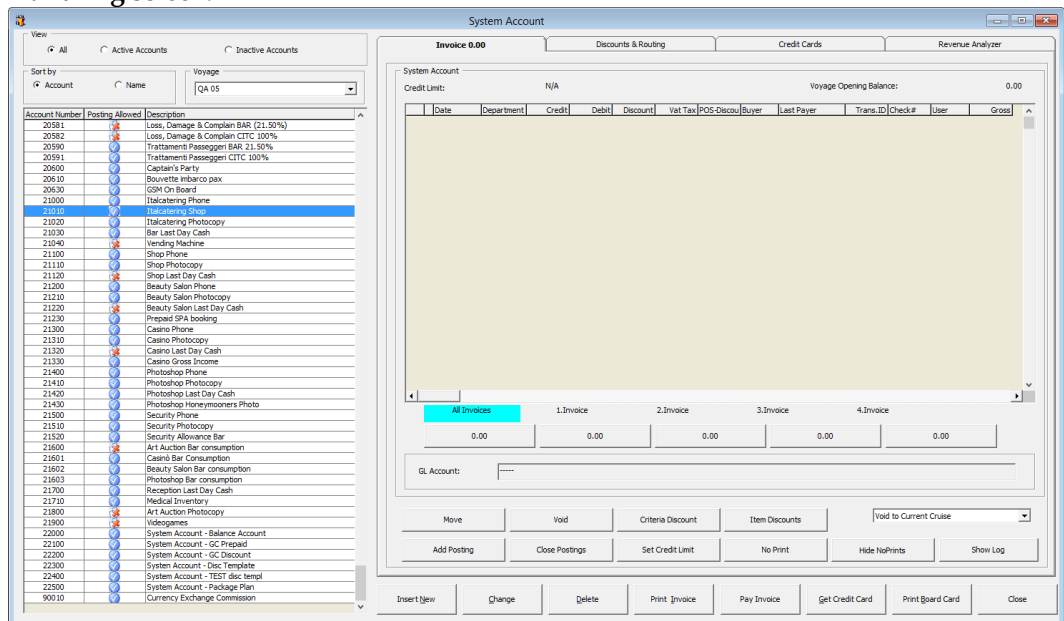 System Account
View
All Active Accounts Inactive Accounts
Sort by
Account Name
Voyage
QA 05
Account Number Posting Allowed Description
20581 Loss, Damage & Complain BAR (21.50%)
20582 Loss, Damage & Complain CITC 100%
20590 Trattamenti Passeggeri BAR 21.50%
20591 Trattamenti Passeggeri CITC 100%
20600 Captain's Party
20610 Bouvette imbarco pax
20630 GSM On Board
21000 Italcatering Phone
21010 Italcatering Shop
21020 Italcatering Photocopy
21030 Bar Last Day Cash
21040 Vending Machine
21100 Shop Phone
21110 Shop Photocopy
21120 Shop Last Day Cash
21200 Beauty Salon Phone
21210 Beauty Salon Photocopy
21220 Beauty Salon Last Day Cash
21230 Prepaid SPA booking
21300 Casino Phone
21310 Casino Photocopy
21320 Casino Last Day Cash
21330 Casino Gross Income
21400 Photoshop Phone
21410 Photoshop Photocopy
21420 Photoshop Last Day Cash
21430 Photoshop Honeymooners Photo
21500 Security Phone
21510 Security Photocopy
21520 Security Allowance Bar
21600 Art Auction Bar consumption
21601 Casinò Bar Consumption
21602 Beauty Salon Bar consumption
21603 Photoshop Bar consumption
21700 Reception Last Day Cash
21710 Medical Inventory
21800 Art Auction Photocopy
21900 Videogames
22000 System Account - Balance Account
22100 System Account - GC Prepaid
22200 System Account - GC Discount
22300 Systen Account - Disc Template
22400 System Account - TEST disc templ
22500 System Account - Package Plan
90010 Currency Exchange Commission
Invoice 0.00 Discounts & Routing Credit Cards Revenue Analyzer
System Account
Credit Limit: N/A Voyage Opening Balance: 0.00
Date Department Credit Debit Discount Vat Tax POS-Discou Buyer Last Payer Trans.ID Check# User Gross
All Invoices 1.Invoice 2.Invoice 3.Invoice 4.Invoice
0.00 0.00 0.00 0.00 0.00
GL Account: -----
Move Void Criteria Discount Item Discounts Void to Current Cruise
Add Posting Close Postings Set Credit Limit No Print Hide NoPrints Show Log
Insert New Change Delete Print Invoice Pay Invoice Get Credit Card Print Board Card Close